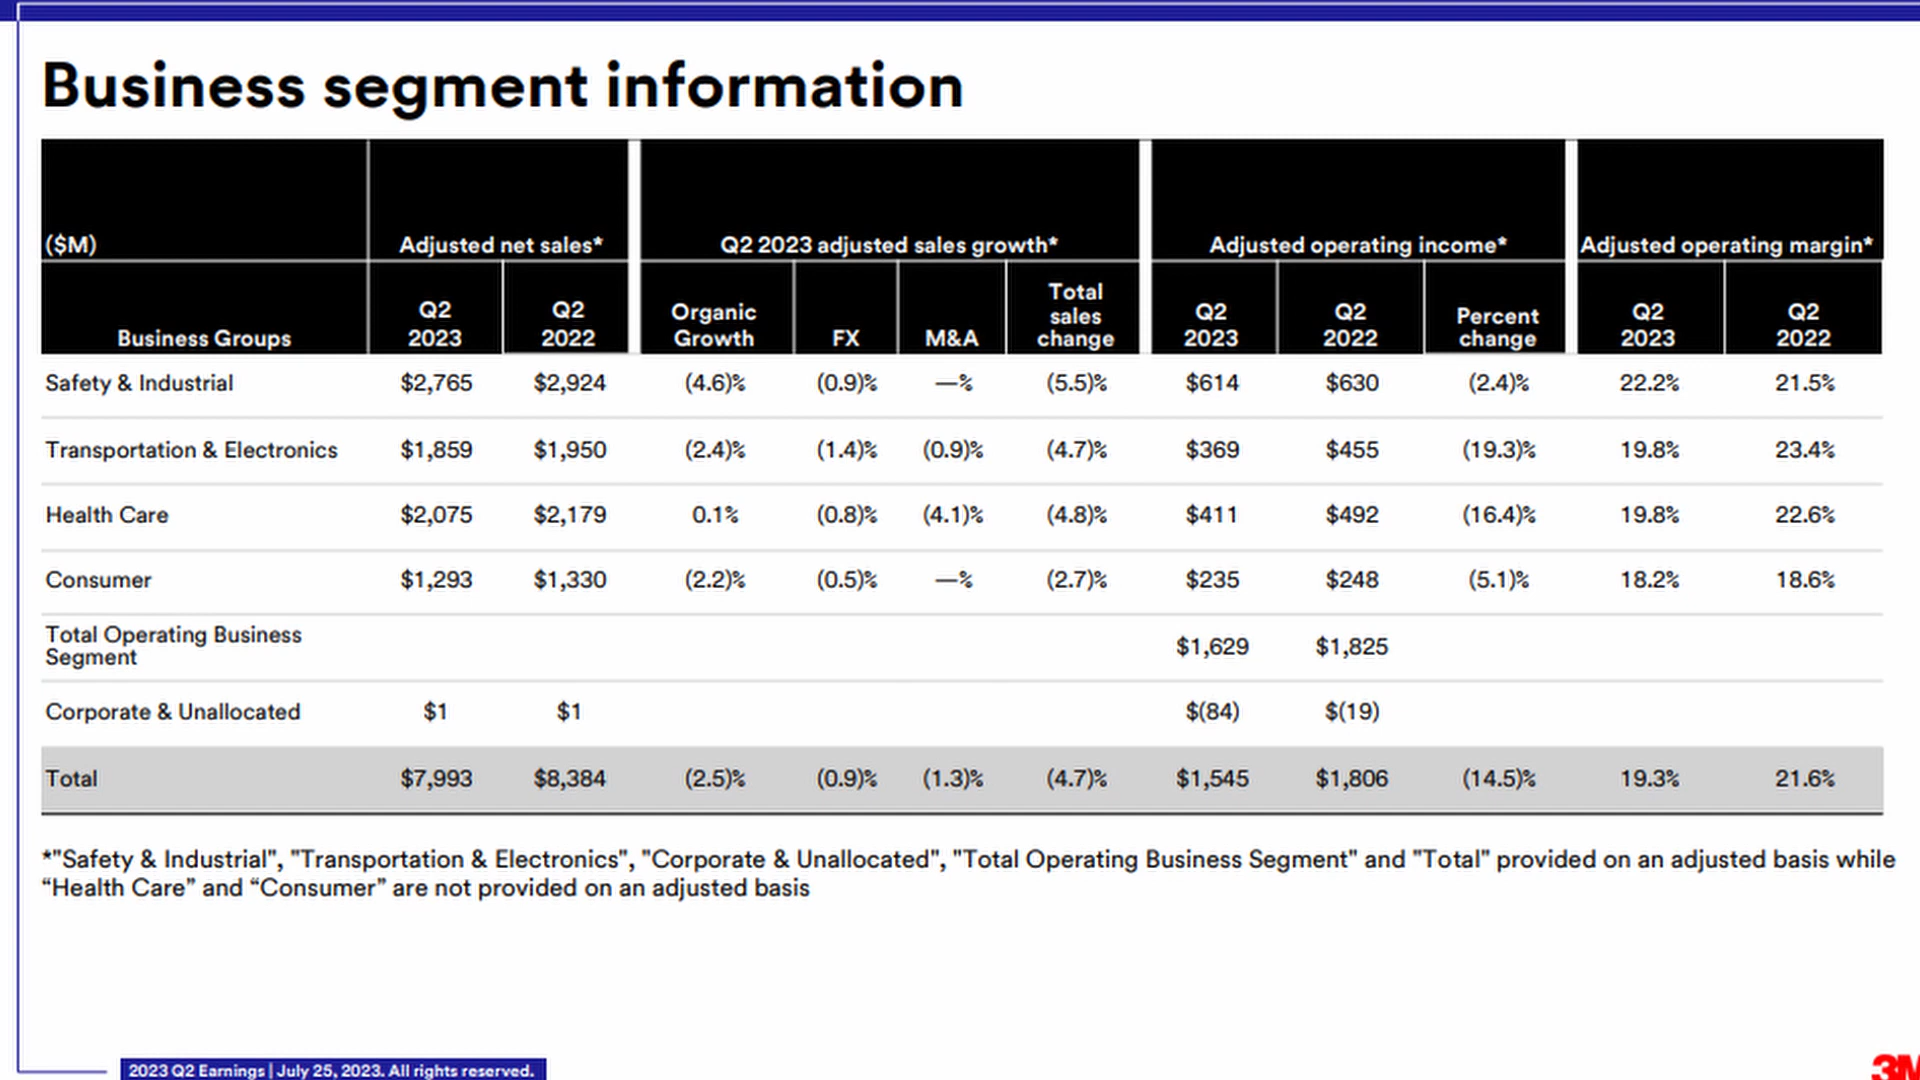 Business segment information
($M) Adjusted net sales* Q2 2023 adjusted sales growth* Adjusted operating income* Adjusted operating margin*
Business Groups Q2 2023 Q2 2022 Organic Growth FX M&A Total sales change Q2 2023 Q2 2022 Percent change Q2 2023 Q2 2022
Safety & Industrial $2,765 $2,924 (4.6)% (0.9)% —% (5.5)% $614 $630 (2.4)% 22.2% 21.5%
Transportation & Electronics $1,859 $1,950 (2.4)% (1.4)% (0.9)% (4.7)% $369 $455 (19.3)% 19.8% 23.4%
Health Care $2,075 $2,179 0.1% (0.8)% (4.1)% (4.8)% $411 $492 (16.4)% 19.8% 22.6%
Consumer $1,293 $1,330 (2.2)% (0.5)% —% (2.7)% $235 $248 (5.1)% 18.2% 18.6%
Total Operating Business
Segment $1,629 $1,825
Corporate & Unallocated $1 $1 $(84) $(19)
Total $7,993 $8,384 (2.5)% (0.9)% (1.3)% (4.7)% $1,545 $1,806 (14.5)% 19.3% 21.6%
*"Safety & Industrial", "Transportation & Electronics", "Corporate & Unallocated", "Total Operating Business Segment" and "Total" provided on an adjusted basis while
“Health Care” and “Consumer” are not provided on an adjusted basis
2023 Q2 Earnings | July 25, 2023. All rights reserved.
3M